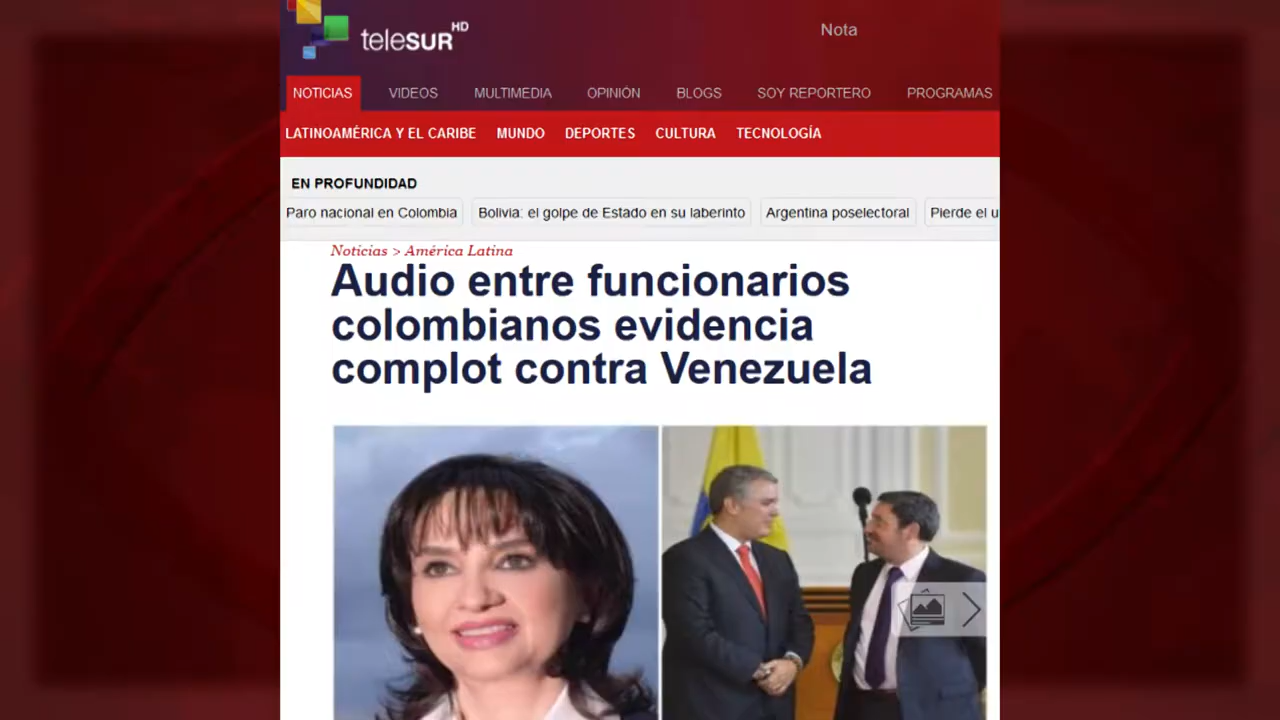 teleSUR HD
Nota
NOTICIAS VIDEOS MULTIMEDIA OPINIÓN BLOGS SOY REPORTERO PROGRAMAS
LATINOAMÉRICA Y EL CARIBE MUNDO DEPORTES CULTURA TECNOLOGÍA
EN PROFUNDIDAD
Paro nacional en Colombia Bolivia: el golpe de Estado en su laberinto Argentina poselectoral Pierde el u
Noticias > América Latina
Audio entre funcionarios
colombianos evidencia
complot contra Venezuela